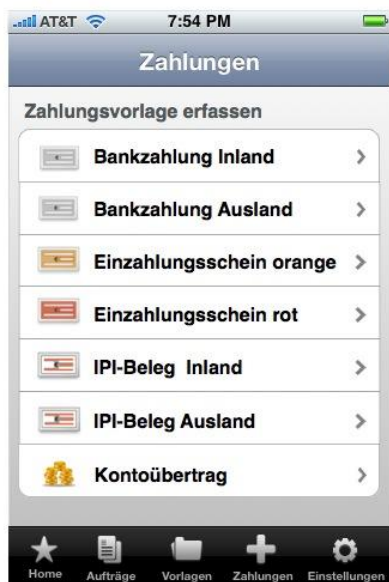 AT&T 7:54 PM
Zahlungen
Zahlungsvorlage erfassen
Bankzahlung Inland
Bankzahlung Ausland
Einzahlungsschein orange
Einzahlungsschein rot
IPI-Beleg Inland
IPI-Beleg Ausland
Kontoübertrag
Home Aufträge Vorlagen Zahlungen Einstellungen